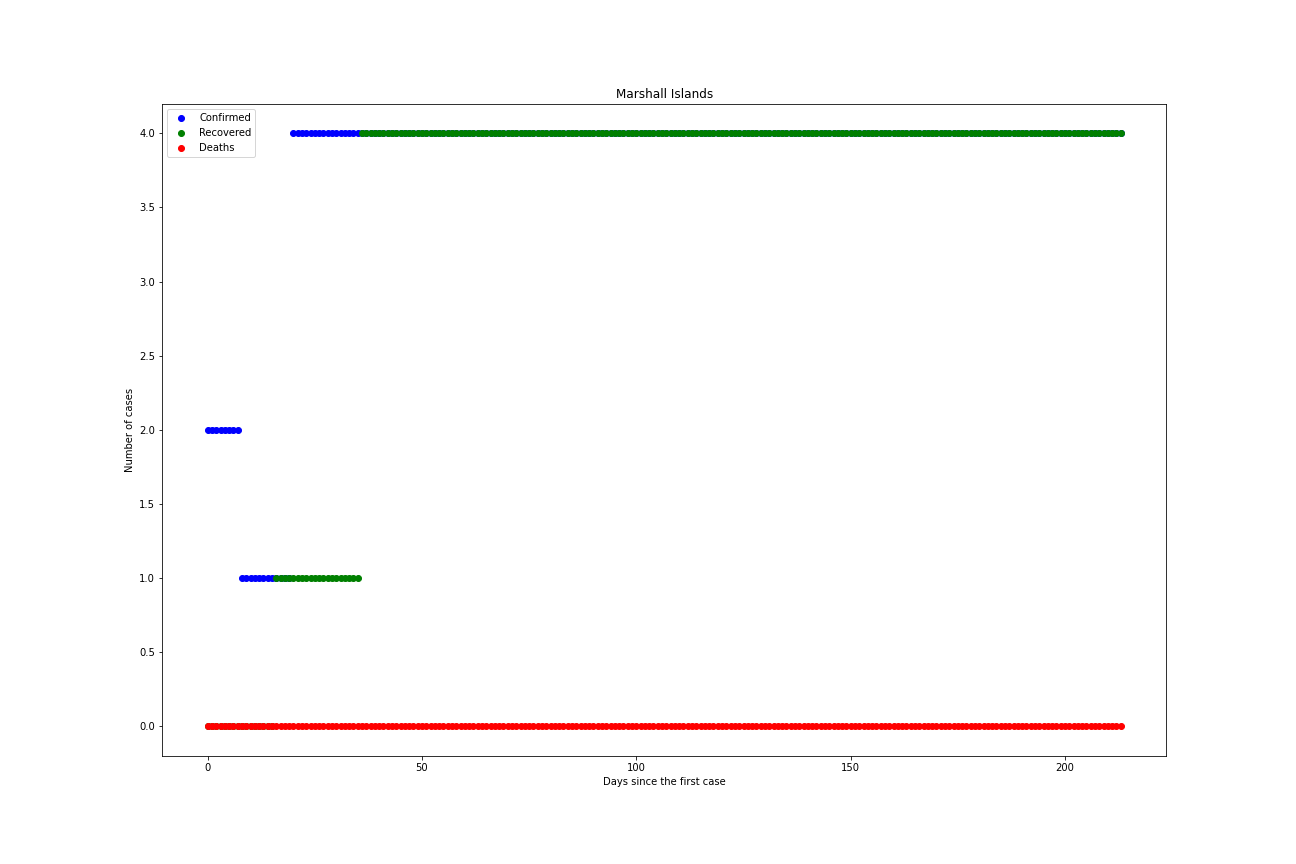 Marshall Islands
Confirmed
Recovered
Deaths
4.0
3.5
3.0
2.5
2.0
1.5
1.0
0.5
0.0
Number of cases
0 50 100 150 200
Days since the first case